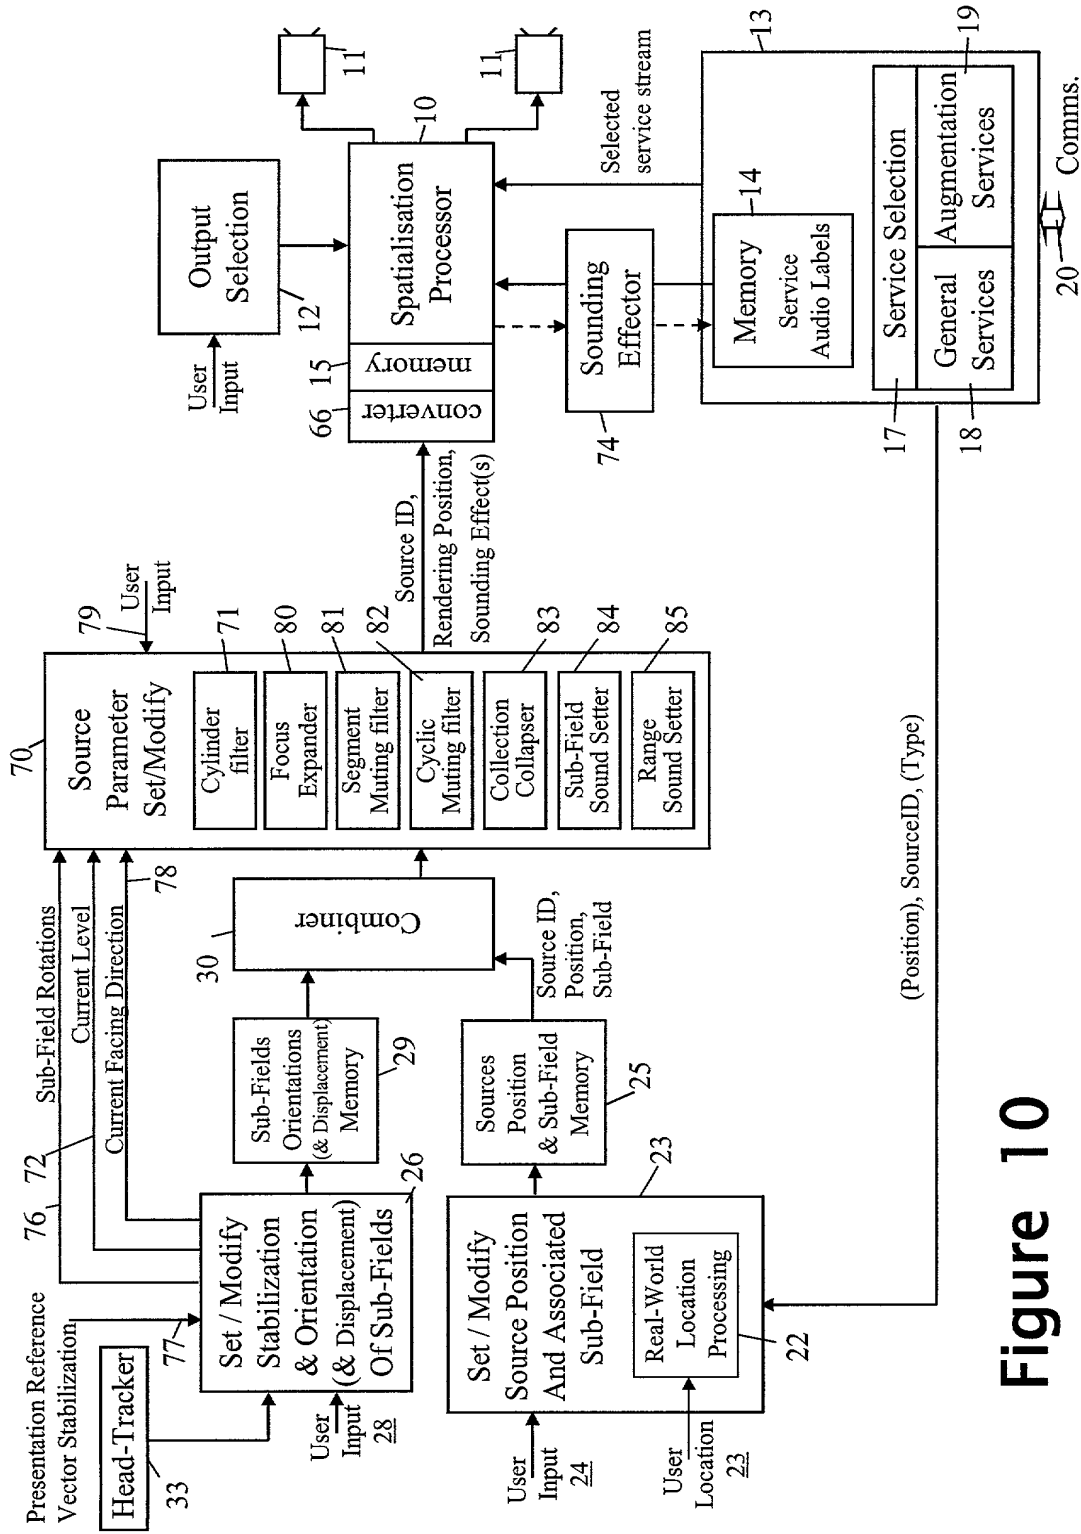 Presentation Reference
Vector Stabilization
Head-Tracker
33
77
76
72
Sub-Field Rotations
Current Level
Current Facing Direction
78
Set / Modify
Stabilization
& Orientation
(& Displacement)
Of Sub-Fields
26
User
Input
28
Sub-Fields
Orientations
(& Displacement)
Memory
29
Set / Modify
Source Position
And Associated
Sub-Field
23
Real-World
Location
Processing
22
User
Input
24
User
Location
23
Sources
Position
& Sub-Field
Memory
25
Source ID,
Position,
Sub-Field
30
Combiner
70
Source
Parameter
Set/Modify
79
User
Input
Cylinder
filter
71
Focus
Expander
80
Segment
Muting filter
81
Cyclic
Muting filter
82
Collection
Collapser
83
Sub-Field
Sound Setter
84
Range
Sound Setter
85
Source ID,
Rendering Position,
Sounding Effect(s)
User
Input
Output
Selection
12
66
15
converter
memory
Spatialisation
Processor
10
11
11
Sounding
Effector
74
Selected
service stream
13
Memory
Service
Audio Labels
14
Service Selection
17
General
Services
18
Augmentation
Services
19
20
Comms.
(Position), SourceID, (Type)
Figure 10